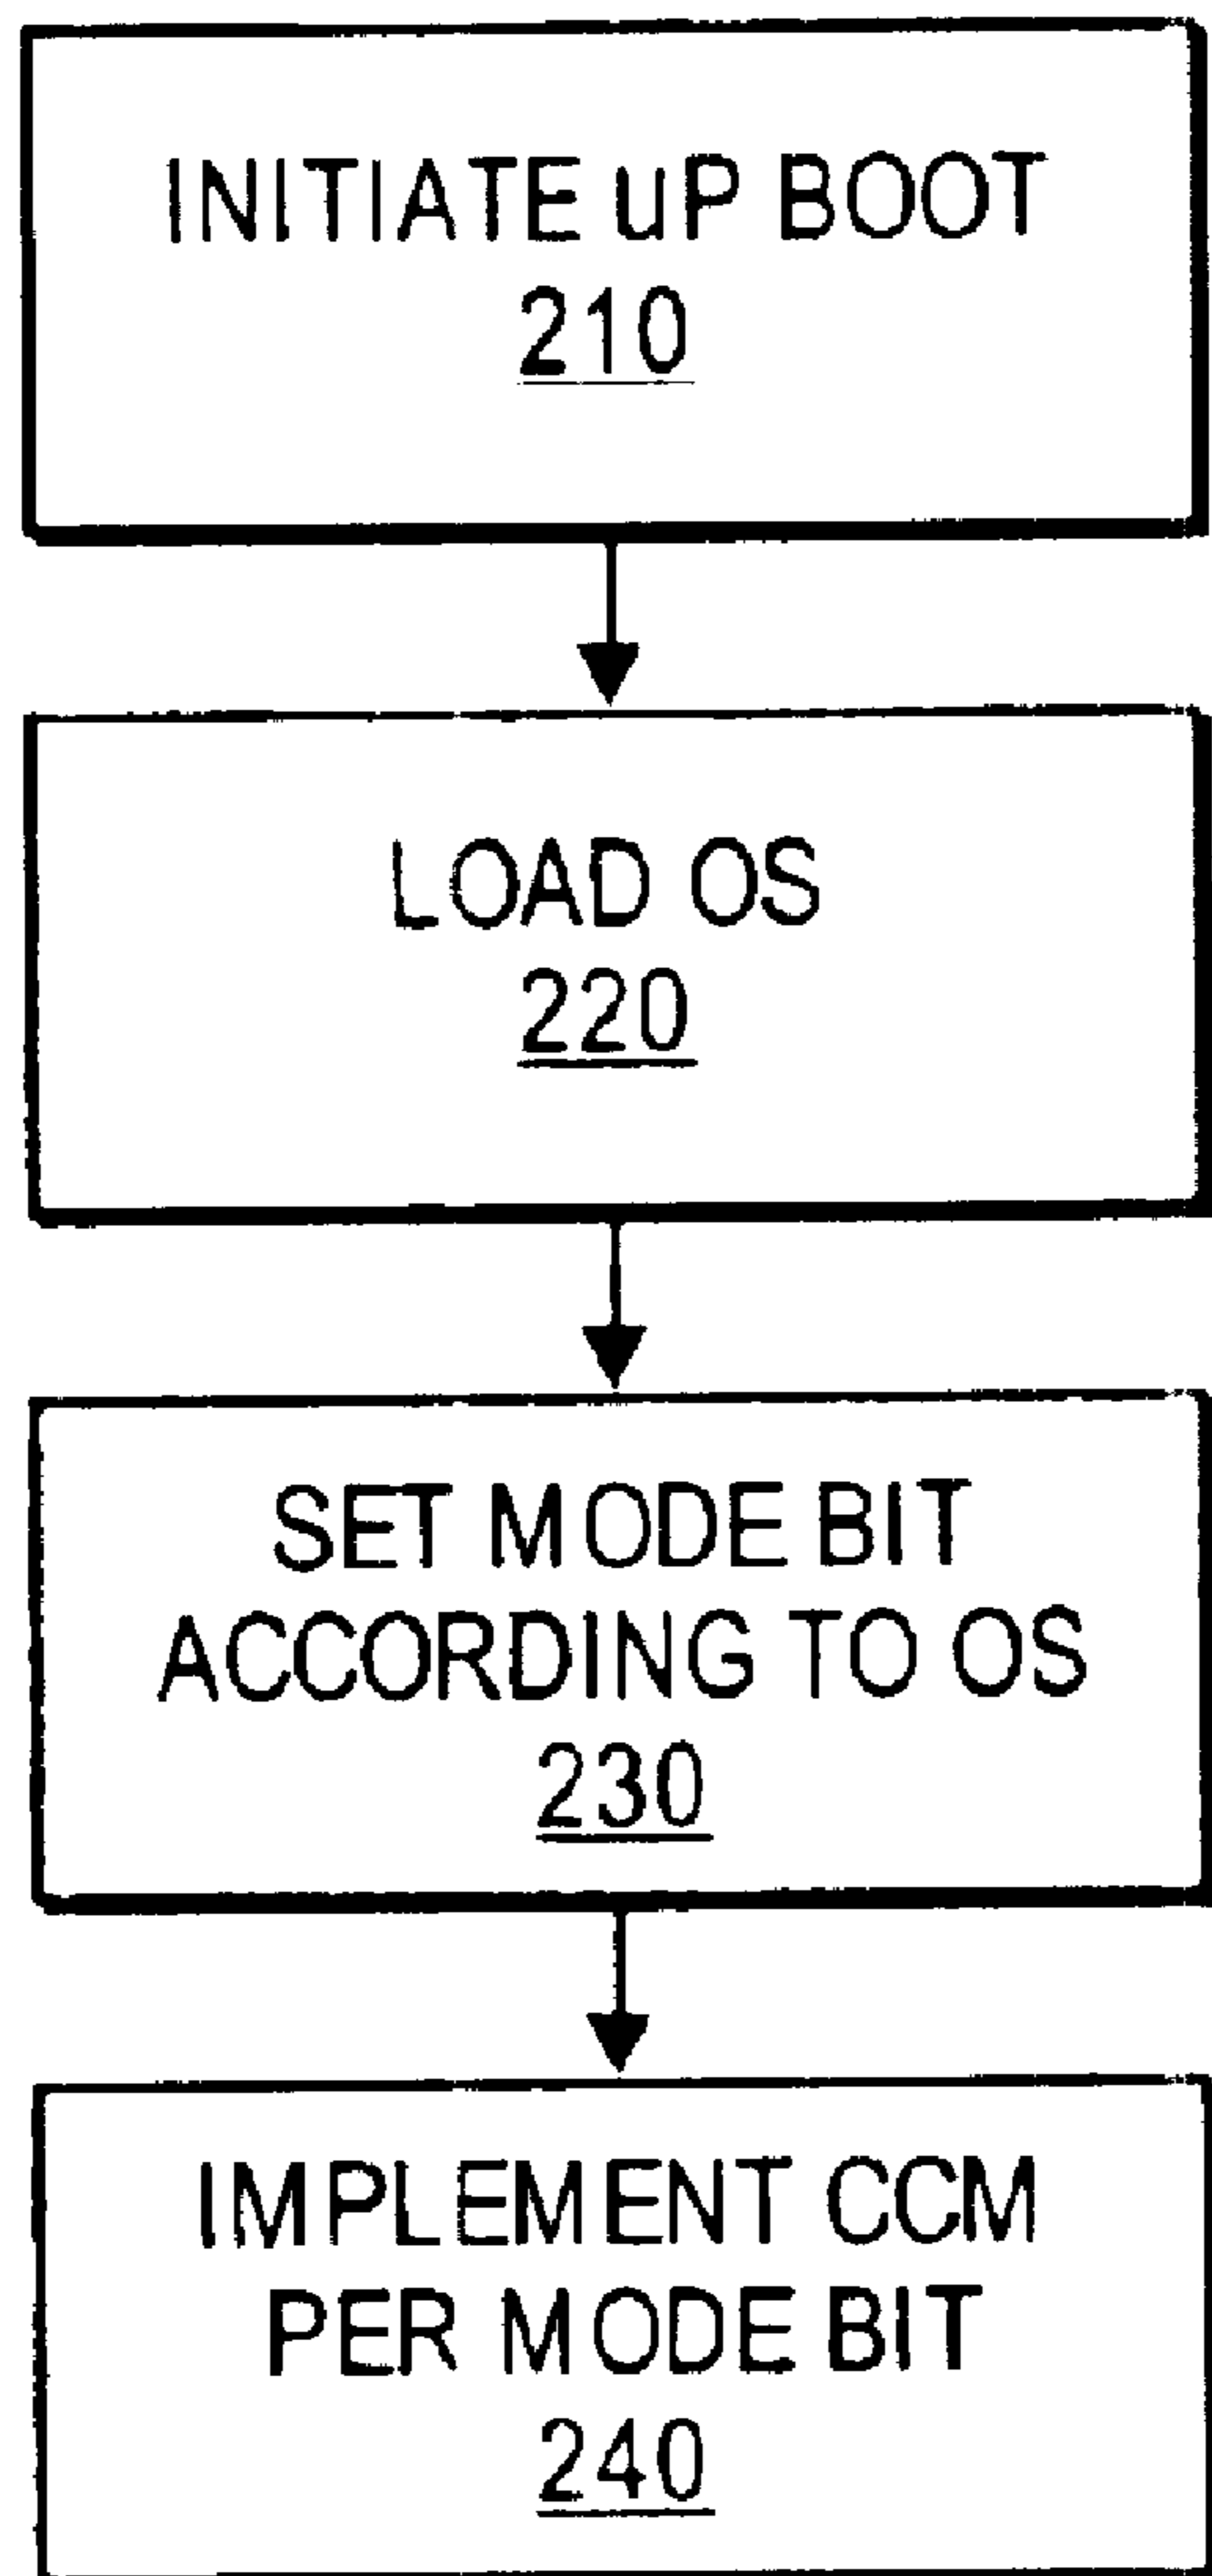 INITIATE uP BOOT
210
LOAD OS
220
SET MODE BIT
ACCORDING TO OS
230
IMPLEMENT CCM
PER MODE BIT
240